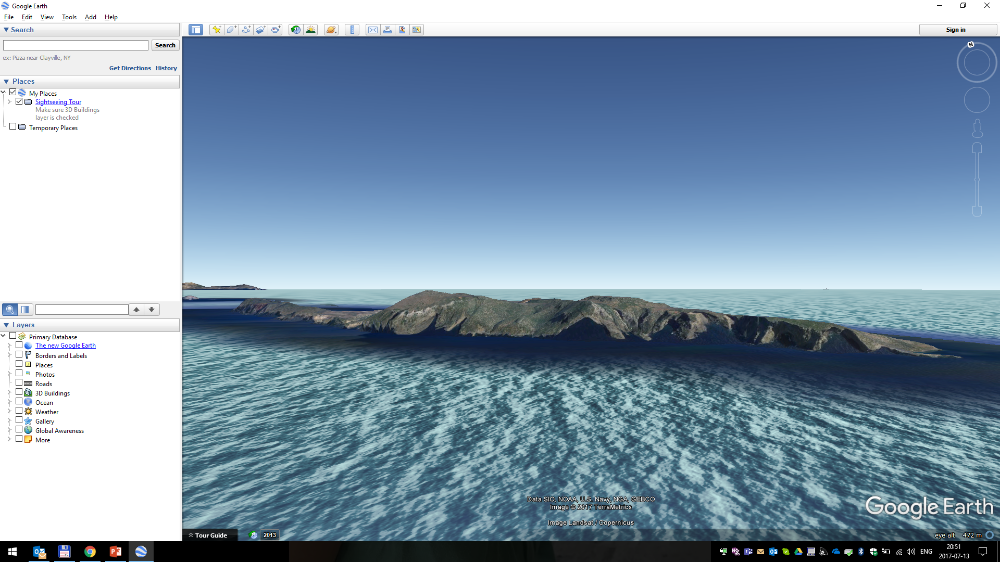 Google Earth
File Edit View Tools Add Help
Search
Search
ex: Pizza near Clayville, NY
Get Directions History
Places
My Places
Sightseeing Tour
Make sure 3D Buildings
layer is checked
Temporary Places
Layers
Primary Database
The new Google Earth
Borders and Labels
Places
Photos
Roads
3D Buildings
Ocean
Weather
Gallery
Global Awareness
More
Sign in
N
Data SIO, NOAA, U.S. Navy, NGA, GEBCO
Image © 2017 TerraMetrics
Image Landsat / Copernicus
Google Earth
Tour Guide
2013
eye alt 472 m
ENG
20:51
2017-07-13